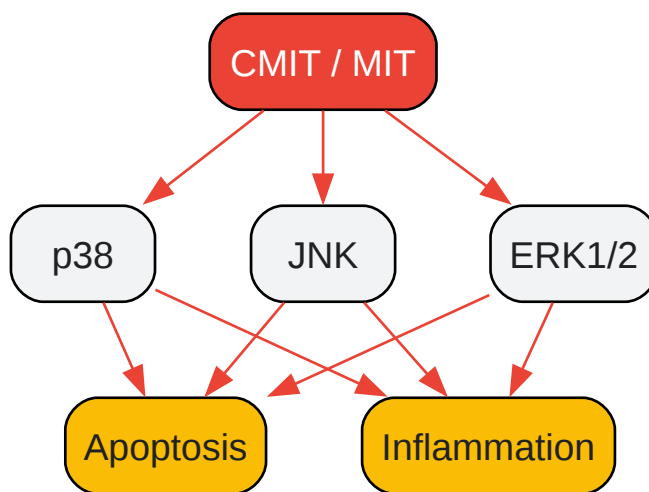 CMIT / MIT
p38
JNK
ERK1/2
Apoptosis
Inflammation